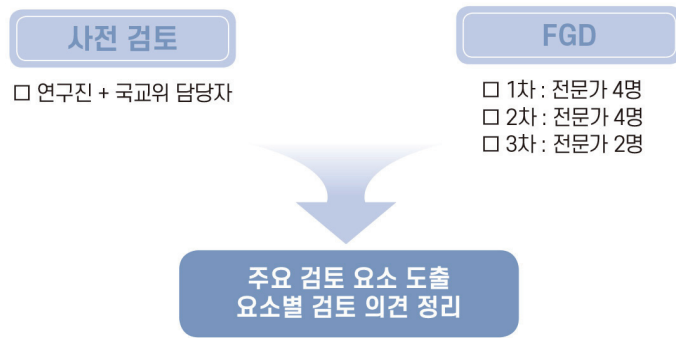 사전 검토
□ 연구진 + 국교위 담당자
FGD
□ 1차 : 전문가 4명
□ 2차 : 전문가 4명
□ 3차 : 전문가 2명
주요 검토 요소 도출
요소별 검토 의견 정리